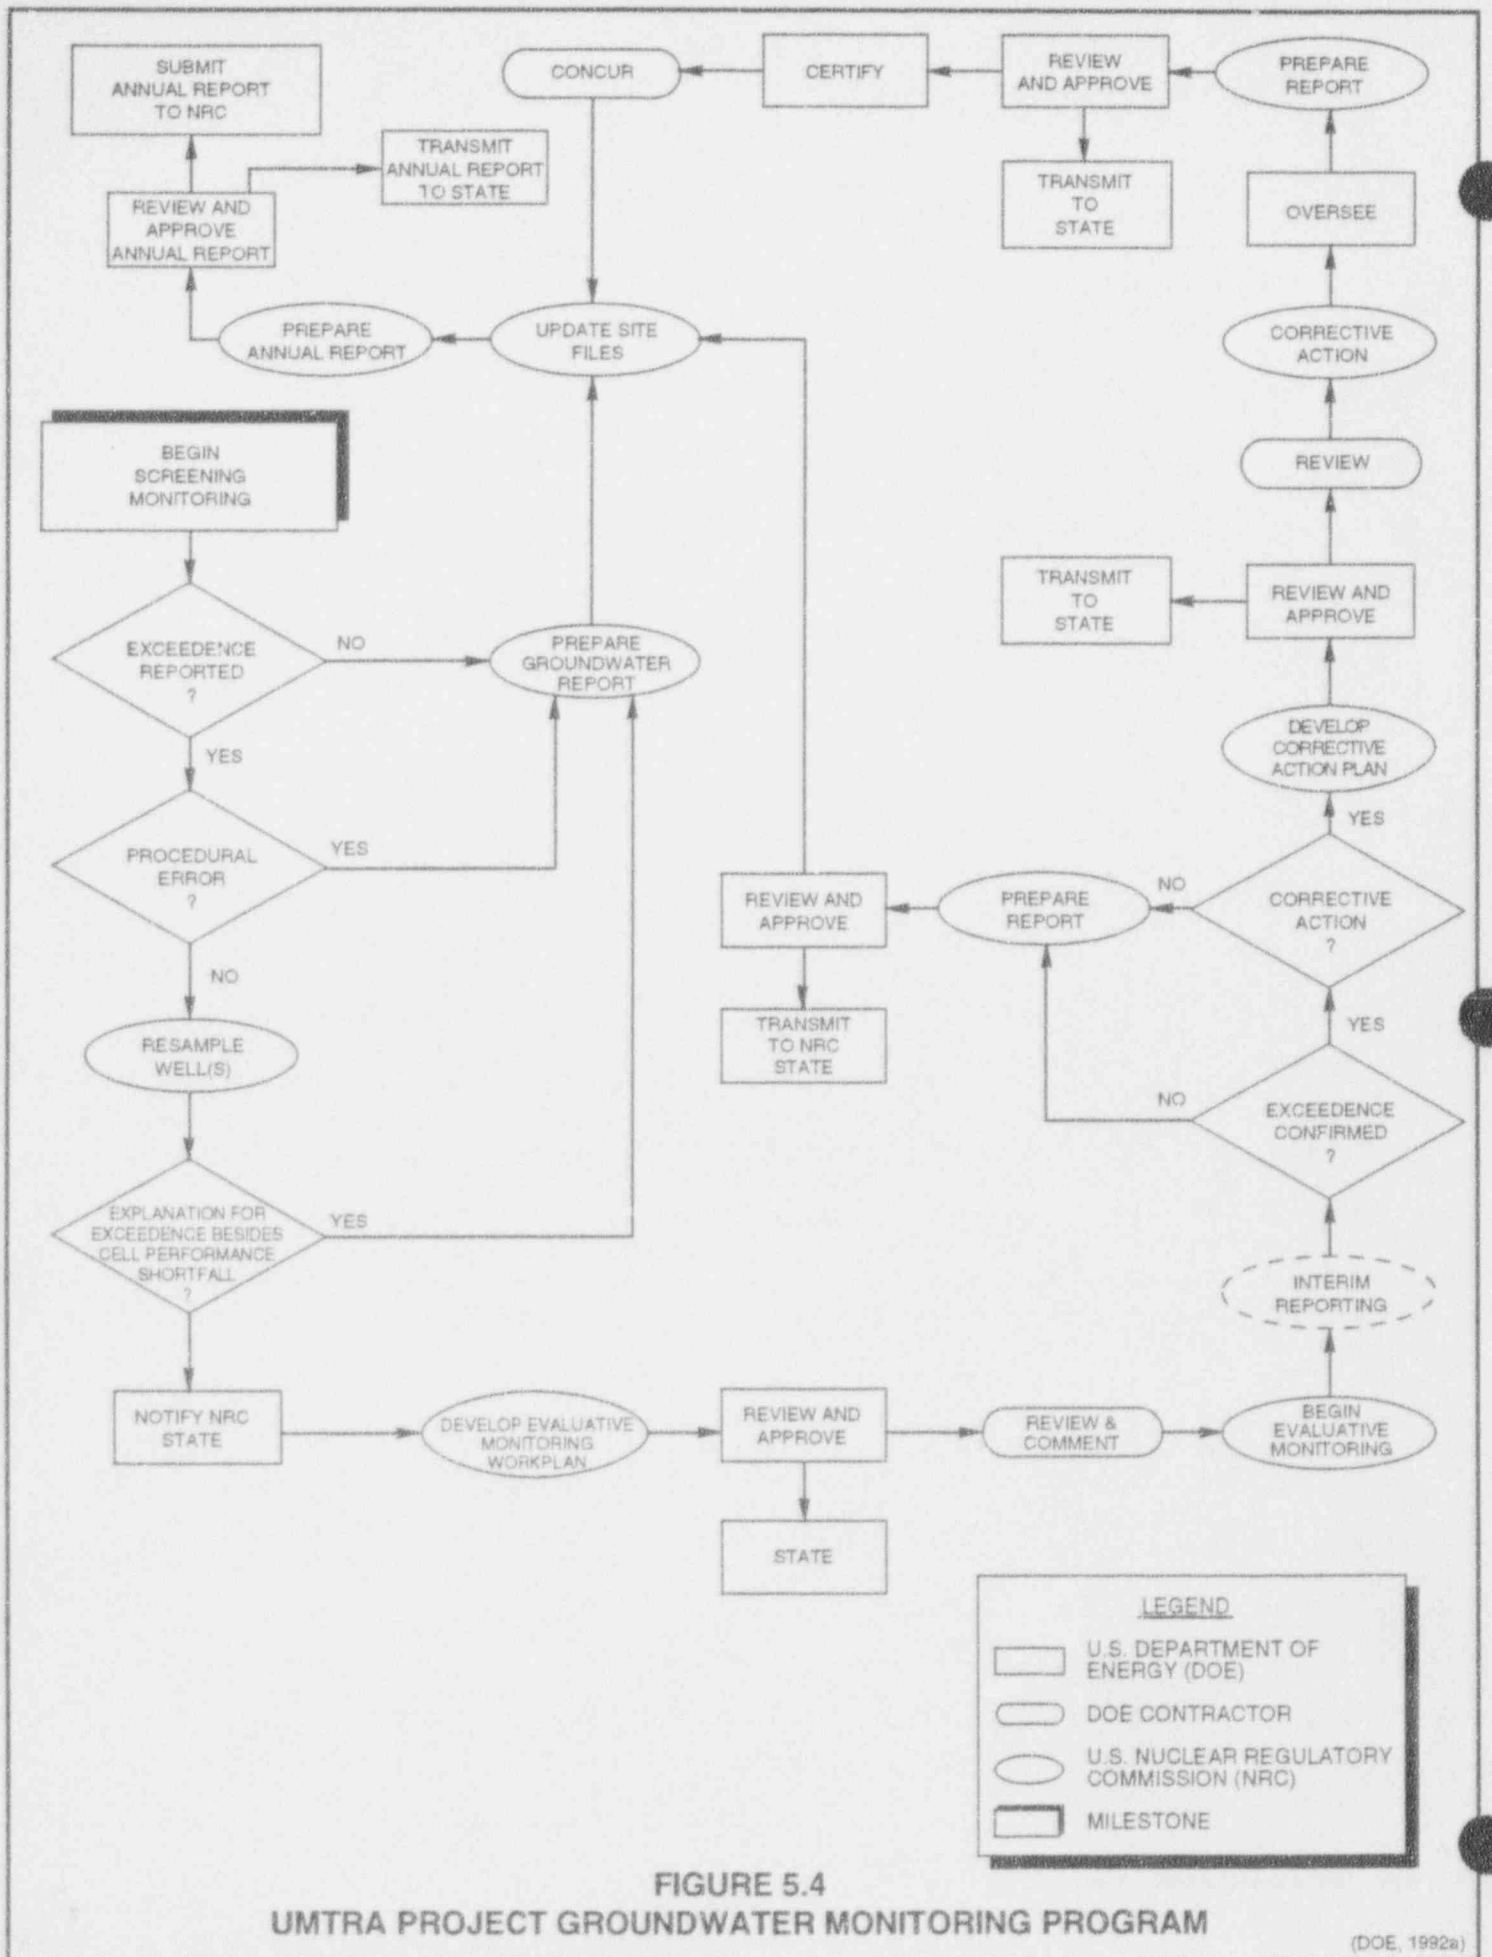 SUBMIT
ANNUAL REPORT
TO NRC
CONCUR
CERTIFY
REVIEW
AND APPROVE
PREPARE
REPORT
TRANSMIT
ANNUAL REPORT
TO STATE
TRANSMIT
TO
STATE
OVERSEE
REVIEW AND
APPROVE
ANNUAL REPORT
PREPARE
ANNUAL REPORT
UPDATE SITE
FILES
CORRECTIVE
ACTION
BEGIN
SCREENING
MONITORING
REVIEW
TRANSMIT
TO
STATE
REVIEW AND
APPROVE
EXCEEDENCE
REPORTED
?
NO
PREPARE
GROUNDWATER
REPORT
YES
DEVELOP
CORRECTIVE
ACTION PLAN
YES
PROCEDURAL
ERROR
?
YES
REVIEW AND
APPROVE
PREPARE
REPORT
NO
CORRECTIVE
ACTION
?
NO
RESAMPLE
WELL(S)
TRANSMIT
TO NRC
STATE
YES
NO
EXCEEDENCE
CONFIRMED
?
EXPLANATION FOR
EXCEEDENCE BESIDES
CELL PERFORMANCE
SHORTFALL
?
YES
INTERIM
REPORTING
NOTIFY NRC
STATE
DEVELOP EVALUATIVE
MONITORING
WORKPLAN
REVIEW AND
APPROVE
REVIEW &
COMMENT
BEGIN
EVALUATIVE
MONITORING
STATE
LEGEND
U.S. DEPARTMENT OF
ENERGY (DOE)
DOE CONTRACTOR
U.S. NUCLEAR REGULATORY
COMMISSION (NRC)
MILESTONE
FIGURE 5.4
UMTRA PROJECT GROUNDWATER MONITORING PROGRAM
(DOE, 1992a)